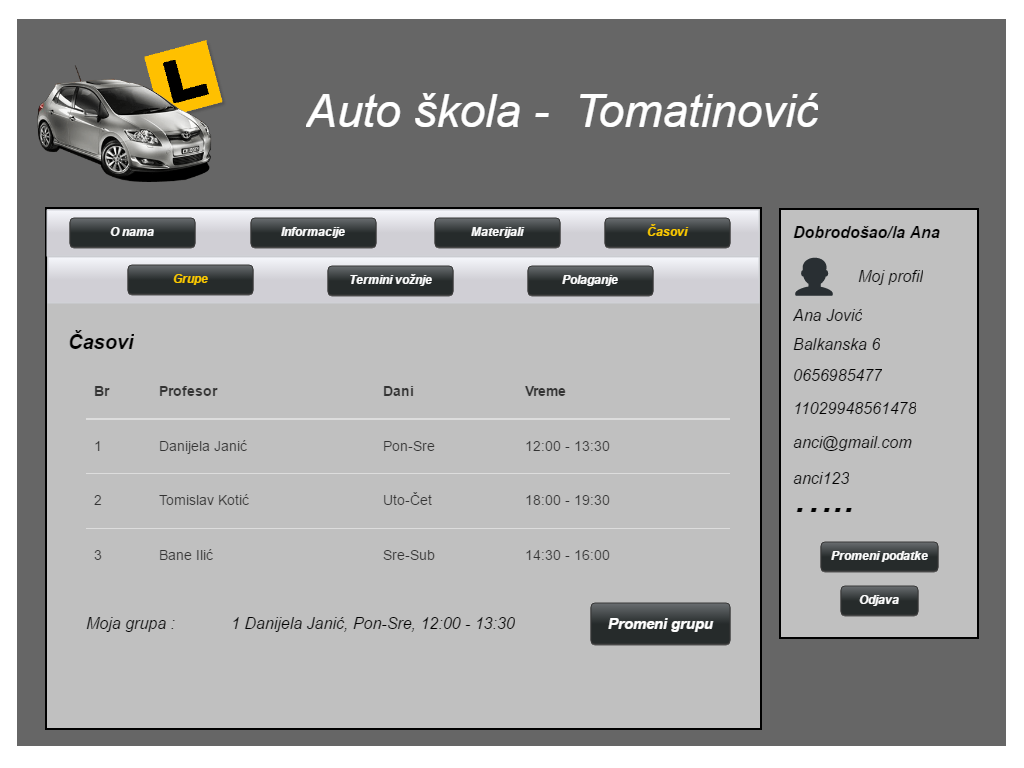 L
Auto škola - Tomatinović
O nama Informacije Materijali Časovi
Grupe Termini vožnje Polaganje
Časovi
Br Profesor Dani Vreme
1 Danijela Janić Pon-Sre 12:00 - 13:30
2 Tomislav Kotić Uto-Čet 18:00 - 19:30
3 Bane Ilić Sre-Sub 14:30 - 16:00
Moja grupa : 1 Danijela Janić, Pon-Sre, 12:00 - 13:30 Promeni grupu
Dobrodošao/la Ana
Moj profil
Ana Jović
Balkanska 6
0656985477
11029948561478
anci@gmail.com
anci123
.....
Promeni podatke
Odjava